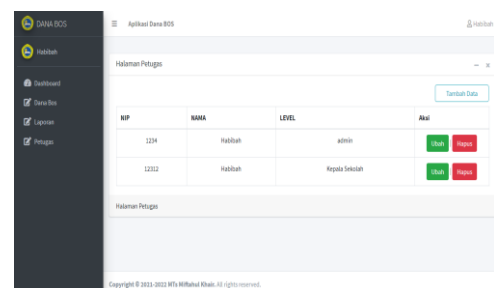 DANA BOS
☰ Aplikasi Dana BOS
Habibah
Habibah
Dashboard
Dana Bos
Laporan
Petugas
Halaman Petugas
Tambah Data
NIP NAMA LEVEL Aksi
1234 Habibah admin Ubah Hapus
12312 Habibah Kepala Sekolah Ubah Hapus
Halaman Petugas
Copyright © 2021-2022 MTs Miftahul Khair. All rights reserved.